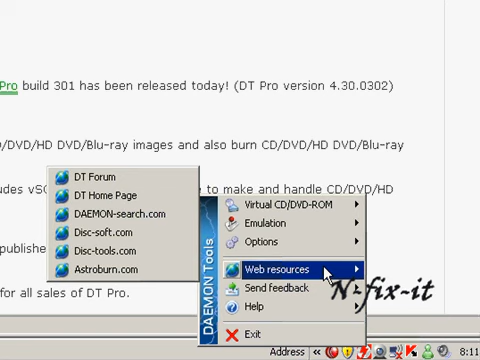 Pro build 301 has been released today! (DT Pro version 4.30.0302)
D/DVD/HD DVD/Blu-ray images and also burn CD/DVD/HD DVD/Blu-ray
udes vS
e to make and handle CD/DVD/HD
publishe
for all sales of DT Pro.
DT Forum
DT Home Page
DAEMON-search.com
Disc-soft.com
Disc-tools.com
Astroburn.com
DAEMON Tools
Virtual CD/DVD-ROM
Emulation
Options
Web resources
Send feedback
Help
Exit
N-fix-it
Address « 8:11